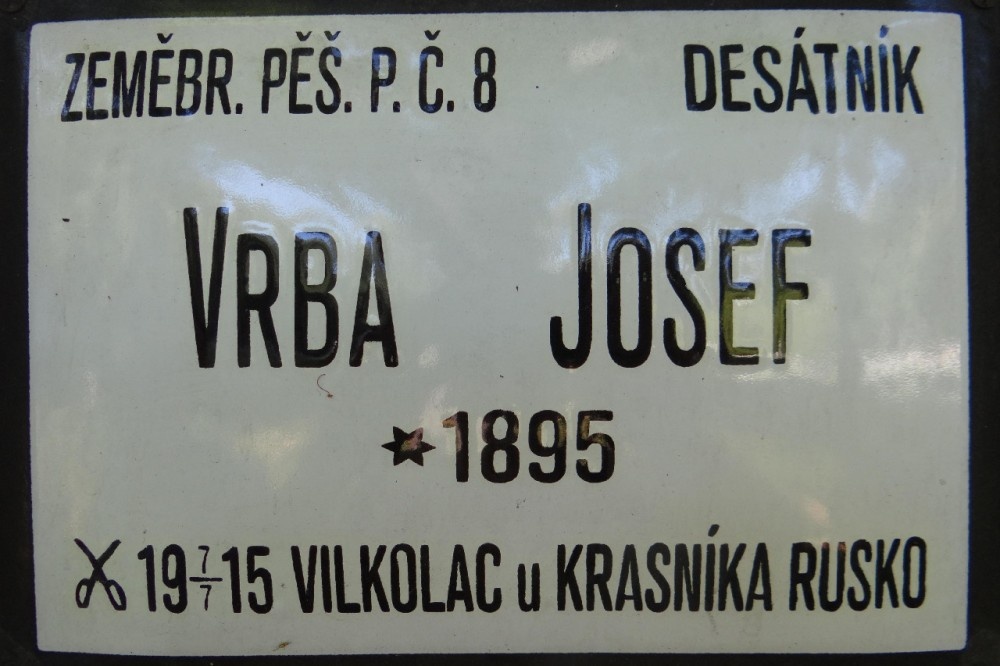 ZEMĚBR. PĚŠ. P. Č. 8 DESÁTNÍK
VRBA JOSEF
* 1895
19 7/7 15 VILKOLAC u KRASNÍKA RUSKO